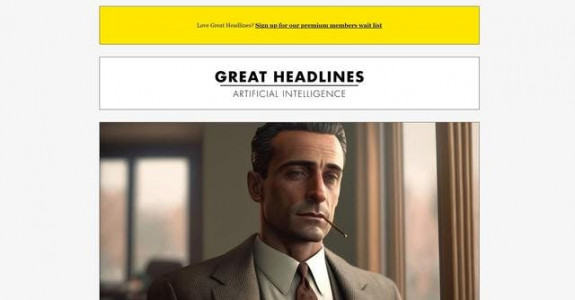 Love Great Headlines? Sign up for our premium members wait list
GREAT HEADLINES
ARTIFICIAL INTELLIGENCE